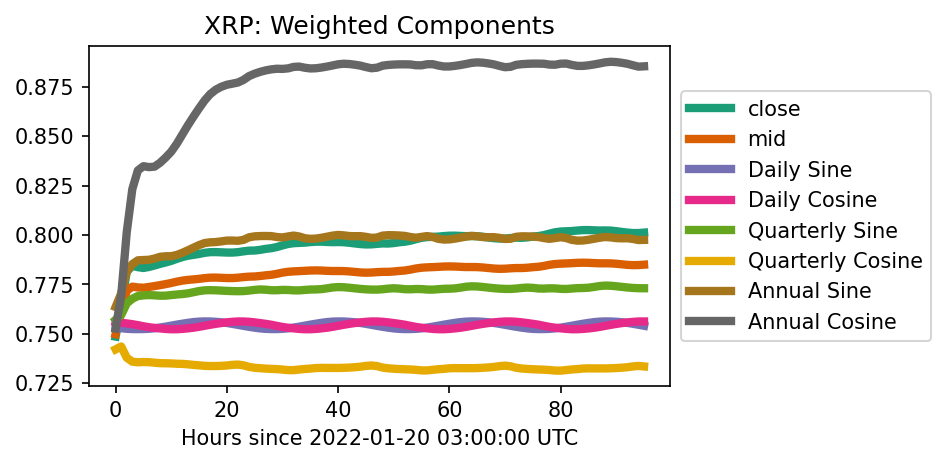 XRP: Weighted Components
0.875
0.850
0.825
0.800
0.775
0.750
0.725
0 20 40 60 80
Hours since 2022-01-20 03:00:00 UTC
close
mid
Daily Sine
Daily Cosine
Quarterly Sine
Quarterly Cosine
Annual Sine
Annual Cosine